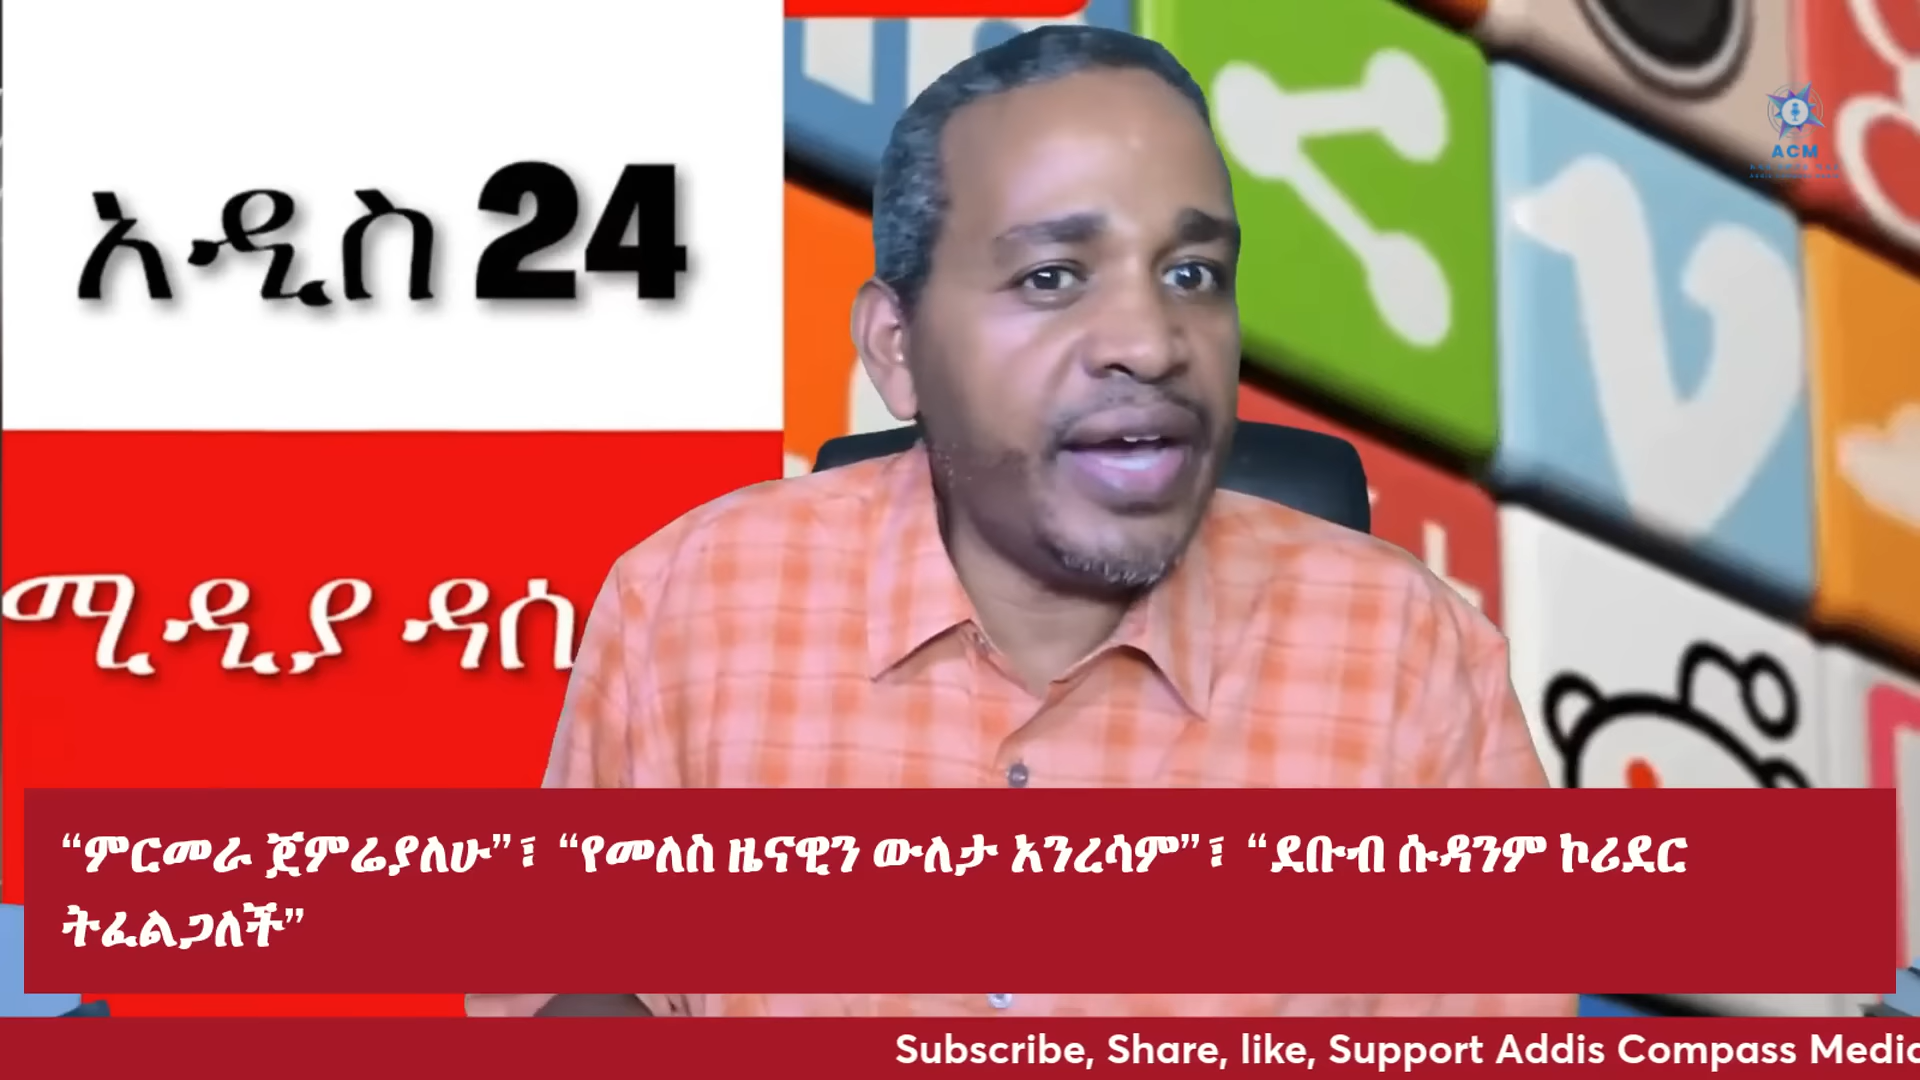 አዲስ 24
ሚዲያ ዳሰ
ACM
“ምርመራ ጀምሬያለሁ”፣ “የመለስ ዜናዊን ውለታ አንረሳም”፣ “ደቡብ ሱዳንም ኮሪደር
ትፈልጋለች”
Subscribe, Share, like, Support Addis Compass Media